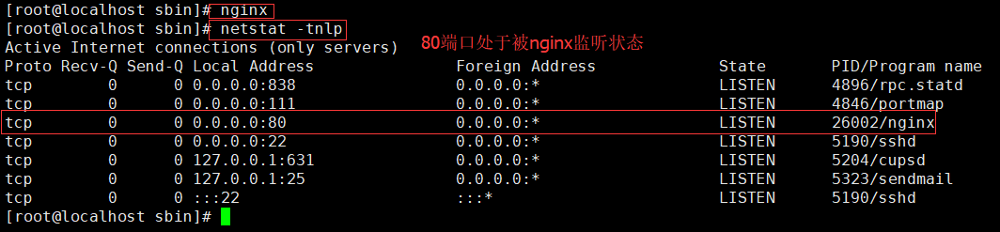 [root@localhost sbin]# nginx
[root@localhost sbin]# netstat -tnlp
Active Internet connections (only servers)
80端口处于被nginx监听状态
Proto Recv-Q Send-Q Local Address Foreign Address State PID/Program name
tcp 0 0 0.0.0.0:838 0.0.0.0:* LISTEN 4896/rpc.statd
tcp 0 0 0.0.0.0:111 0.0.0.0:* LISTEN 4846/portmap
tcp 0 0 0.0.0.0:80 0.0.0.0:* LISTEN 26002/nginx
tcp 0 0 0.0.0.0:22 0.0.0.0:* LISTEN 5190/sshd
tcp 0 0 127.0.0.1:631 0.0.0.0:* LISTEN 5204/cupsd
tcp 0 0 127.0.0.1:25 0.0.0.0:* LISTEN 5323/sendmail
tcp 0 0 :::22 :::* LISTEN 5190/sshd
[root@localhost sbin]#